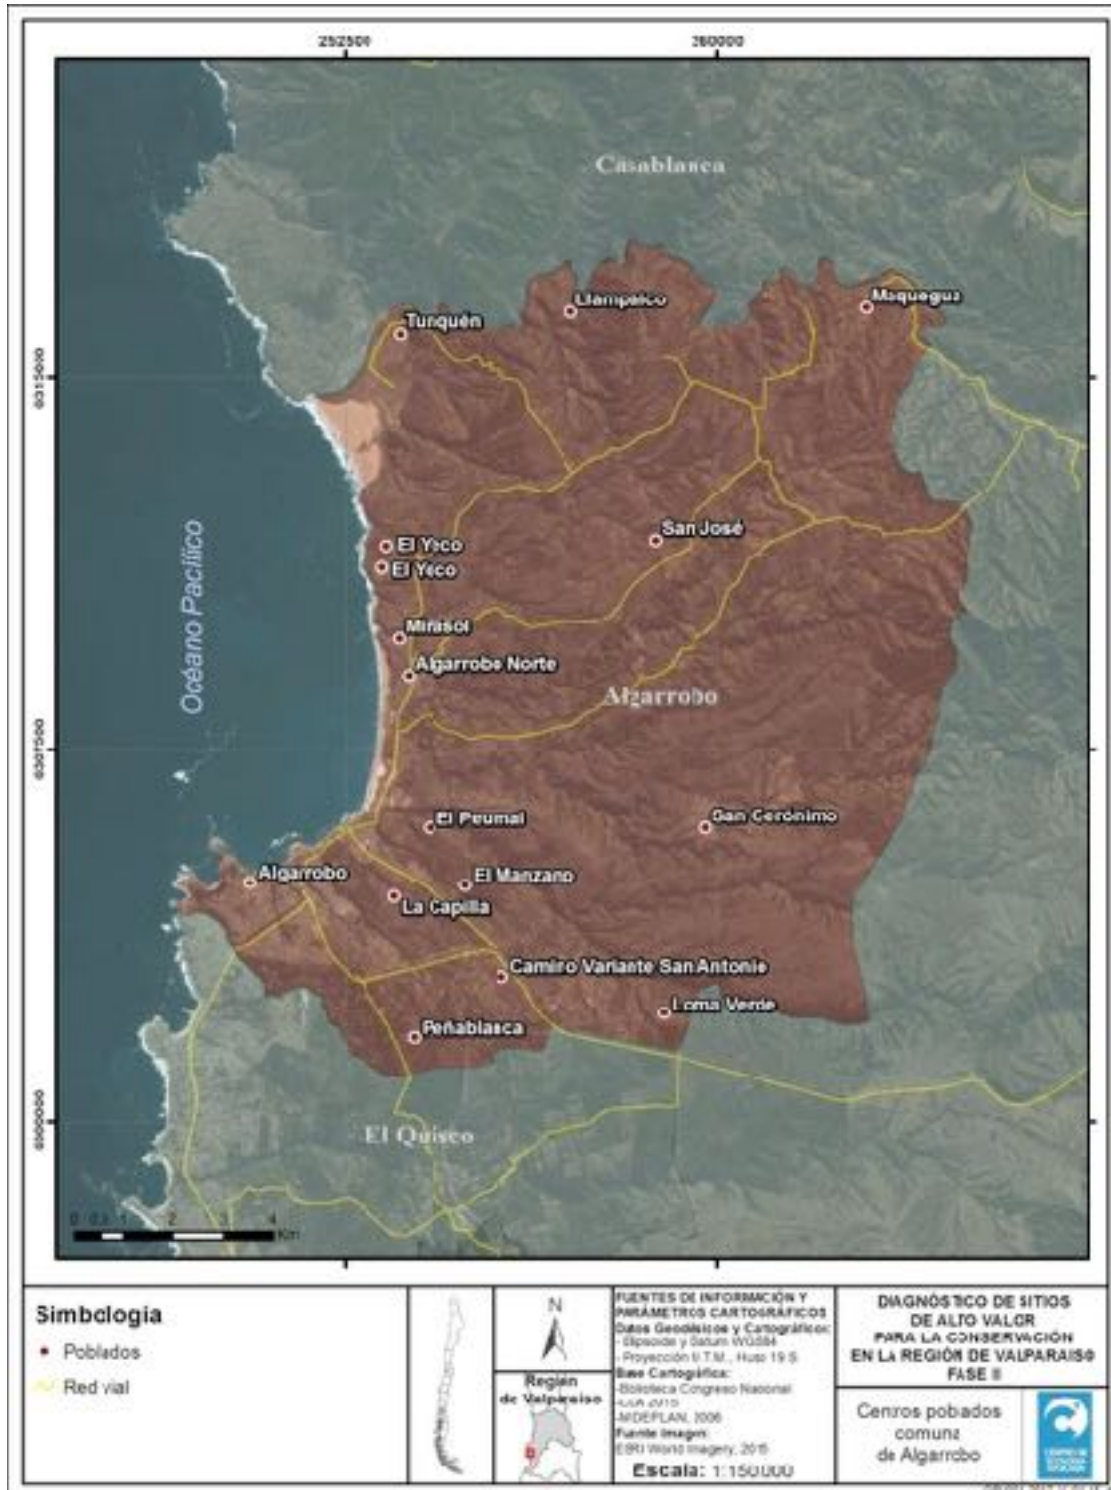 252500
260000
Casablanca
Llampaico
Maquegua
Tunquén
6315000
San José
El Yeco
El Yeco
Mirasol
Algarrobo Norte
Océano Pacífico
Algarrobo
6307500
El Peumal
San Gerónimo
Algarrobo
El Manzano
La Capilla
Camino Variante San Antonio
Loma Verde
Peñablanca
6300000
El Quisco
0 0,5 1 2 3 4
Km
Simbología
Poblados
Red vial
N
Región
de Valparaíso
FUENTES DE INFORMACIÓN Y
PARÁMETROS CARTOGRÁFICOS
Datos Geodésicos y Cartográficos:
- Elipsoide y Datum WGS84
- Proyección U.T.M., Huso 19 S
Base Cartográfica:
-Biblioteca Congreso Nacional
-MIDEPLAN, 2006
Fuente Imagen:
ESRI World Imagery, 2015
Escala: 1:150.000
DIAGNÓSTICO DE SITIOS
DE ALTO VALOR
PARA LA CONSERVACIÓN
EN LA REGIÓN DE VALPARAÍSO
FASE II
Centros poblados
comuna
de Algarrobo